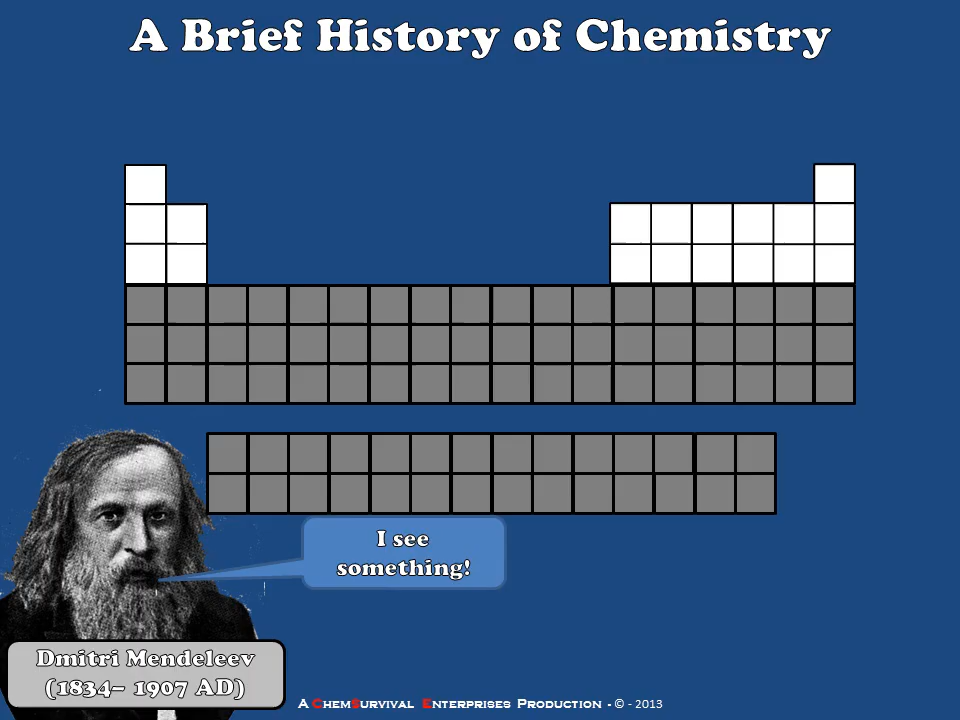 A Brief History of Chemistry
I see
something!
Dmitri Mendeleev
(1834– 1907 AD)
A ChemSurvival Enterprises Production - © - 2013